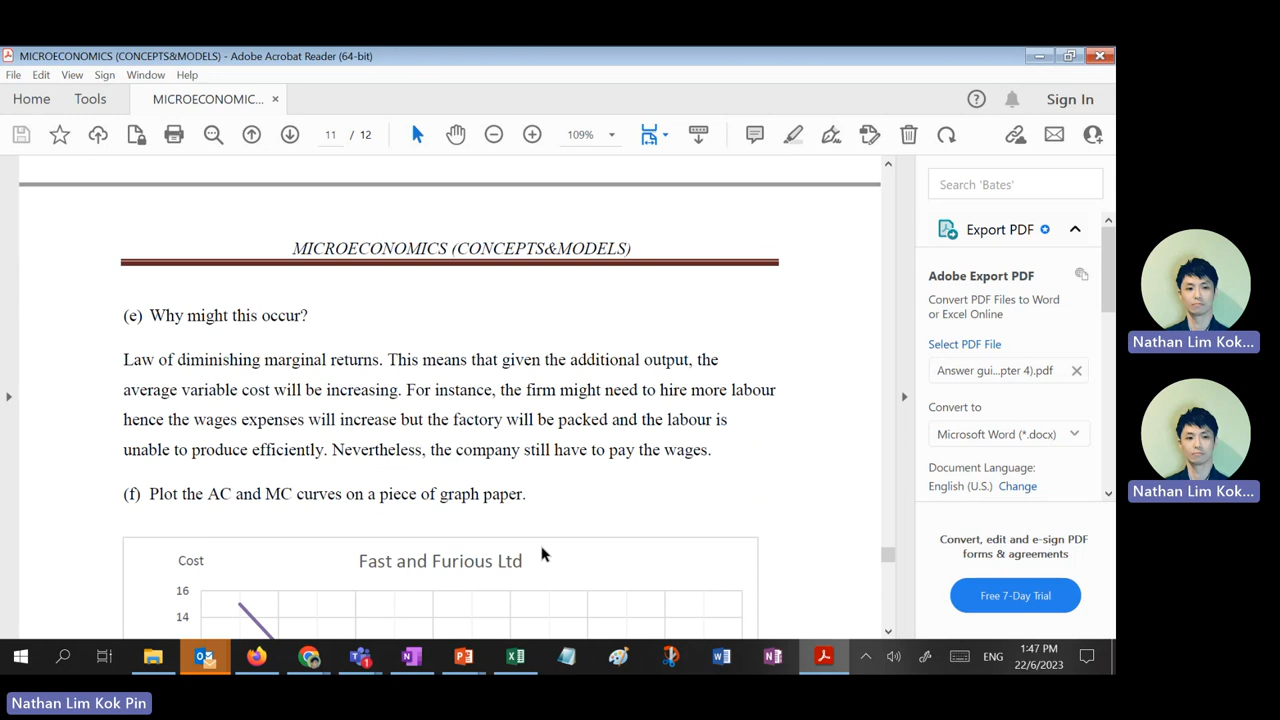 MICROECONOMICS (CONCEPTS&MODELS) - Adobe Acrobat Reader (64-bit)
File Edit View Sign Window Help
Home Tools MICROECONOMIC... × Sign In
11 / 12 109%
Search 'Bates'
MICROECONOMICS (CONCEPTS&MODELS)
(e) Why might this occur?
Law of diminishing marginal returns. This means that given the additional output, the
average variable cost will be increasing. For instance, the firm might need to hire more labour
hence the wages expenses will increase but the factory will be packed and the labour is
unable to produce efficiently. Nevertheless, the company still have to pay the wages.
(f) Plot the AC and MC curves on a piece of graph paper.
Cost Fast and Furious Ltd
16
14
Export PDF
Adobe Export PDF
Convert PDF Files to Word
or Excel Online
Select PDF File
Answer gui...pter 4).pdf
Convert to
Microsoft Word (*.docx)
Document Language:
English (U.S.) Change
Convert, edit and e-sign PDF
forms & agreements
Free 7-Day Trial
Nathan Lim Kok...
Nathan Lim Kok...
ENG 1:47 PM
22/6/2023
Nathan Lim Kok Pin